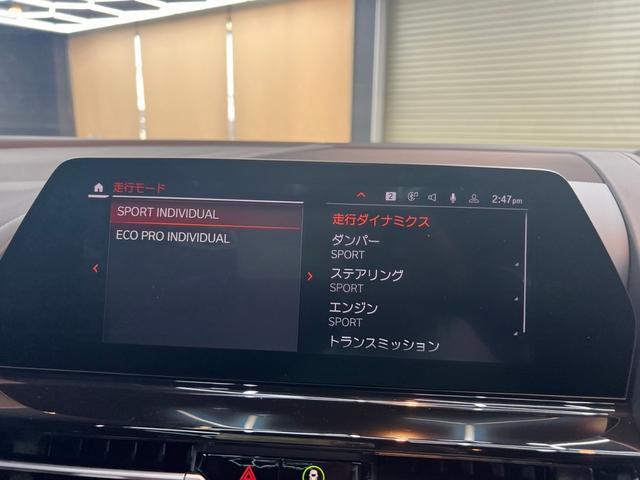 走行モード
2
2:47pm
SPORT INDIVIDUAL
ECO PRO INDIVIDUAL
走行ダイナミクス
ダンパー
SPORT
ステアリング
SPORT
エンジン
SPORT
トランスミッション